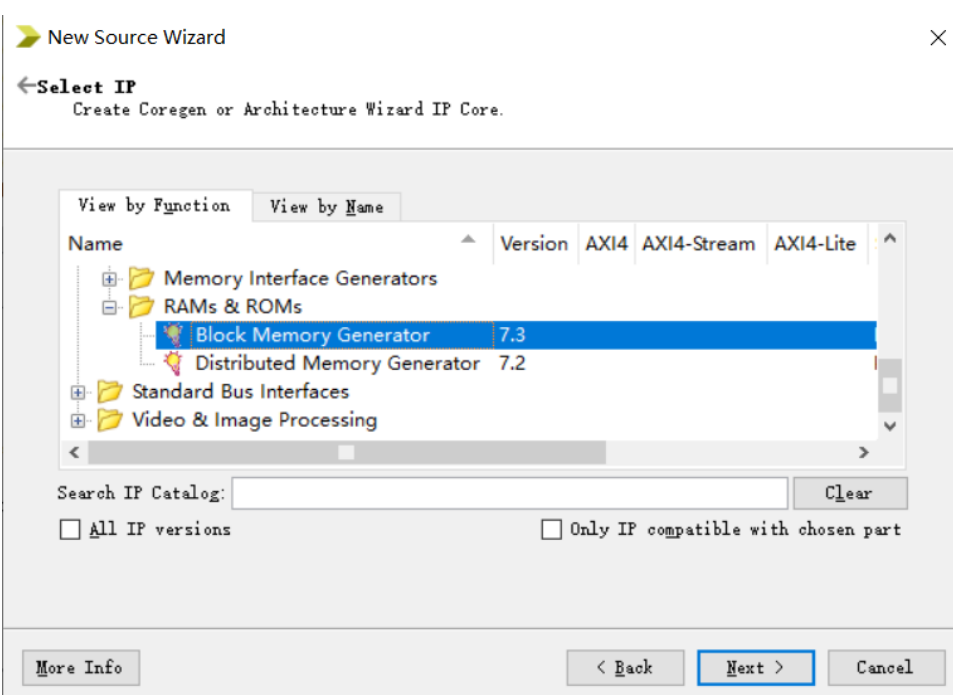 New Source Wizard
Select IP
Create Coregen or Architecture Wizard IP Core.
View by Function View by Name
Name Version AXI4 AXI4-Stream AXI4-Lite
Memory Interface Generators
RAMs & ROMs
Block Memory Generator 7.3
Distributed Memory Generator 7.2
Standard Bus Interfaces
Video & Image Processing
Search IP Catalog: Clear
All IP versions Only IP compatible with chosen part
More Info < Back Next > Cancel